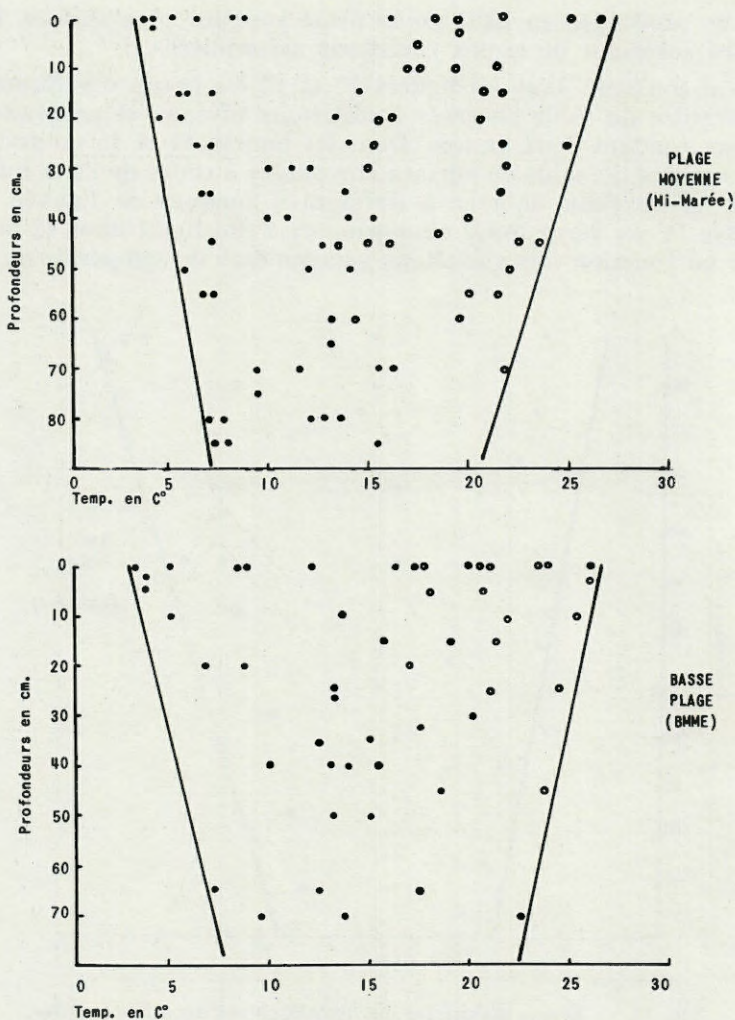 0
10
20
30
40
50
60
70
80
Profondeurs en cm.
PLAGE
MOYENNE
(Mi-Marée)
0 5 10 15 20 25 30
Temp. en C°
0
10
20
30
40
50
60
70
Profondeurs en cm.
BASSE
PLAGE
(BMME)
0 5 10 15 20 25 30
Temp. en C°